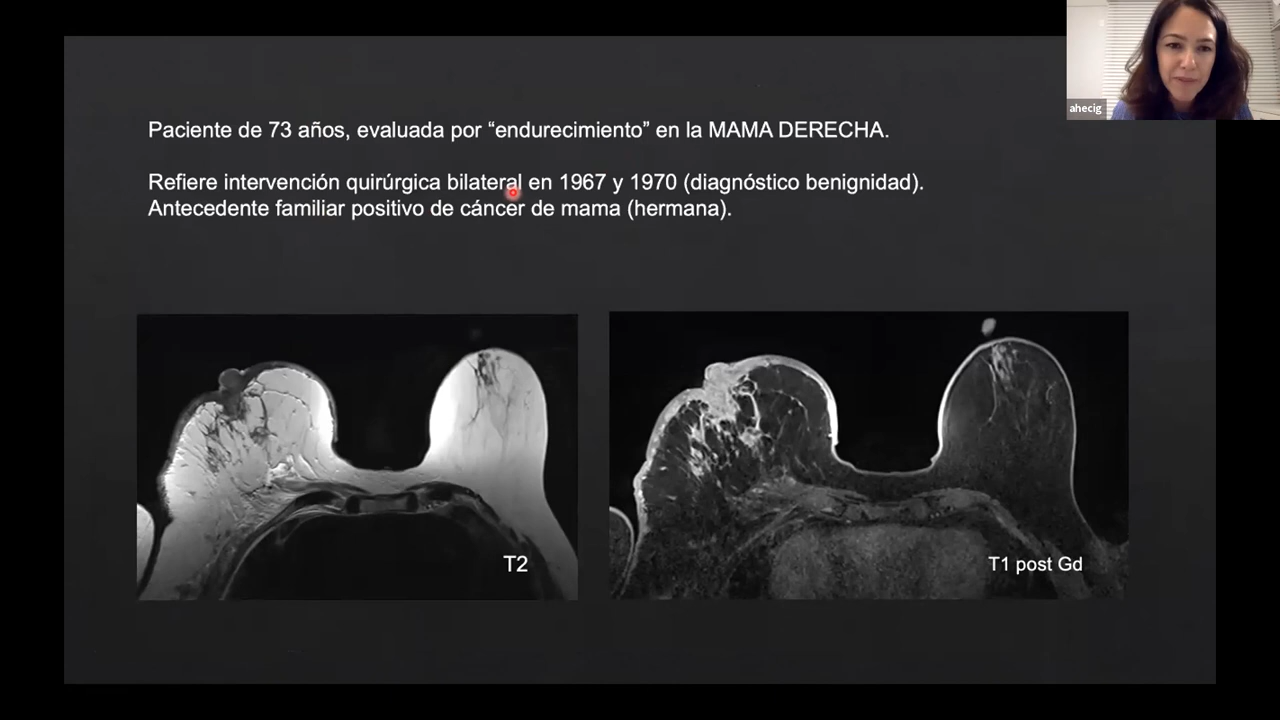 ahecig
Paciente de 73 años, evaluada por “endurecimiento” en la MAMA DERECHA.
Refiere intervención quirúrgica bilateral en 1967 y 1970 (diagnóstico benignidad).
Antecedente familiar positivo de cáncer de mama (hermana).
T2
T1 post Gd